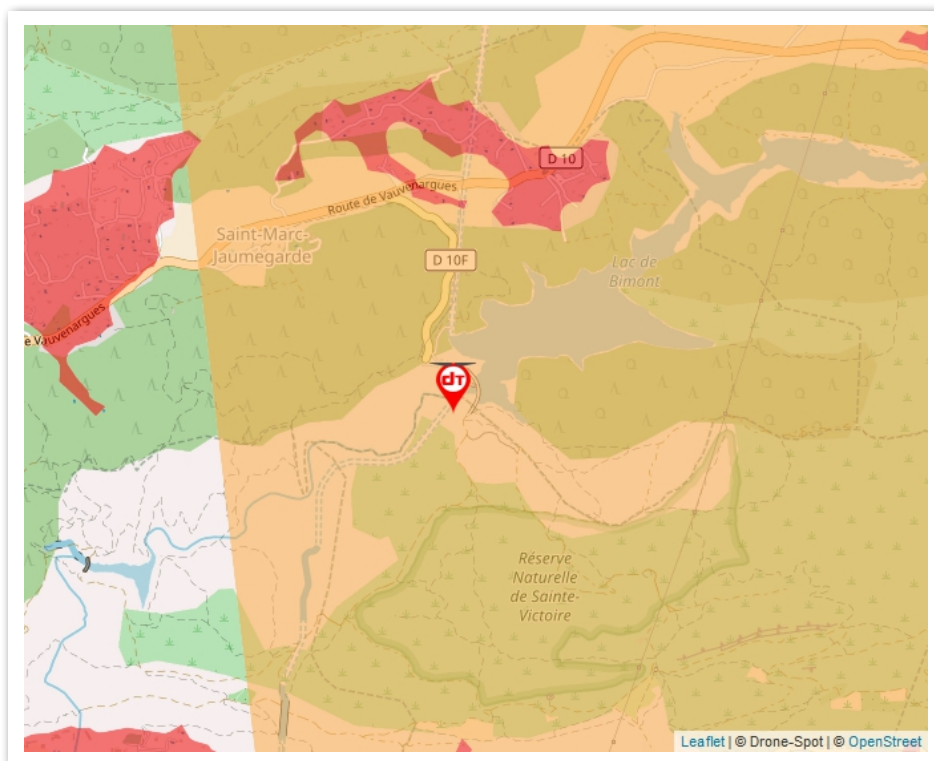 D 10
Route de Vauvenargues
Saint-Marc-
Jaumegarde
D 10F
Lac de
Bimont
e Vauvenargues
dT
Réserve
Naturelle
de Sainte-
Victoire
Leaflet | © Drone-Spot | © OpenStreet